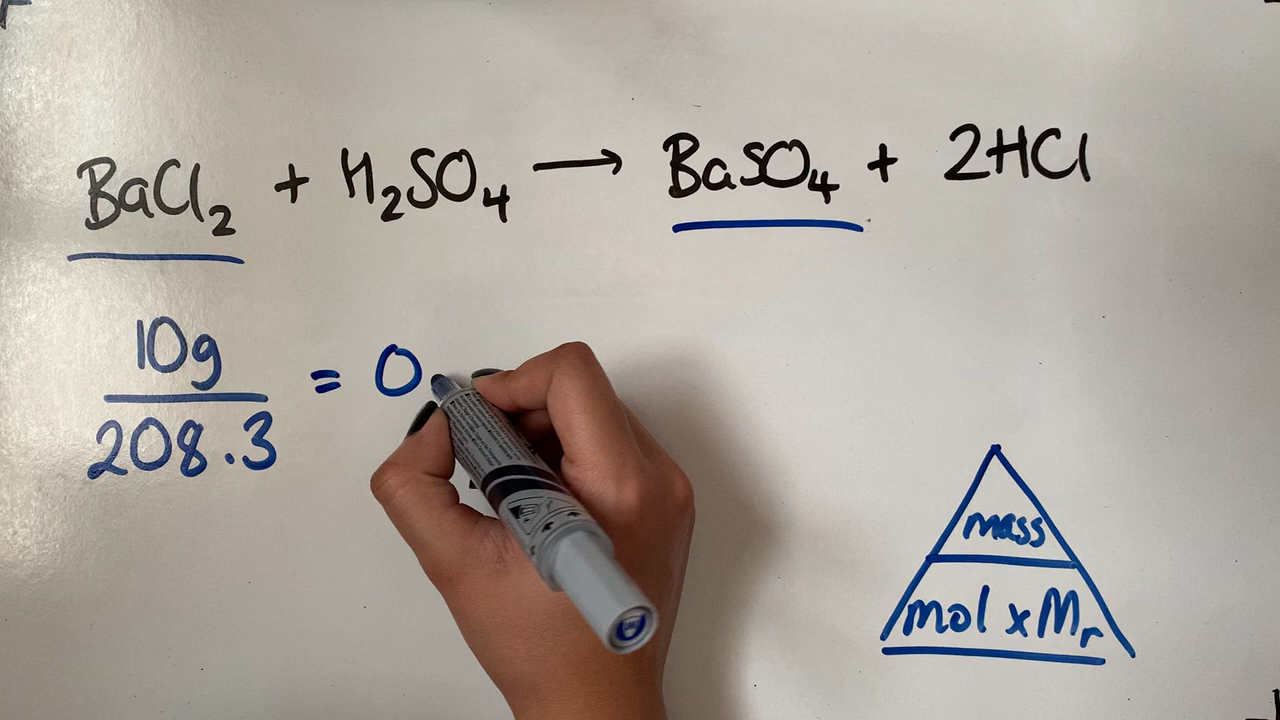 BaCl₂ + H₂SO₄ → BaSO₄ + 2HCl
10g
208.3
= 0
mass
mol x Mr